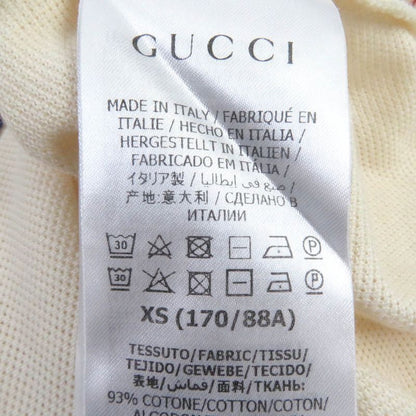 GUCCI
MADE IN ITALY / FABRIQUÉ EN
ITALIE / HECHO EN ITALIA /
HERGESTELLT IN ITALIEN /
FABRICADO EM ITÁLIA /
イタリア製 / صنع في إيطاليا /
产地:意大利 / СДЕЛАНО В
ИТАЛИИ
30
30
XS (170/88A)
TESSUTO/FABRIC/TISSU/
TEJIDO/GEWEBE/TECIDO/
表地/قماش/面料/ТКАНЬ:
93% COTONE/COTTON/COTON/